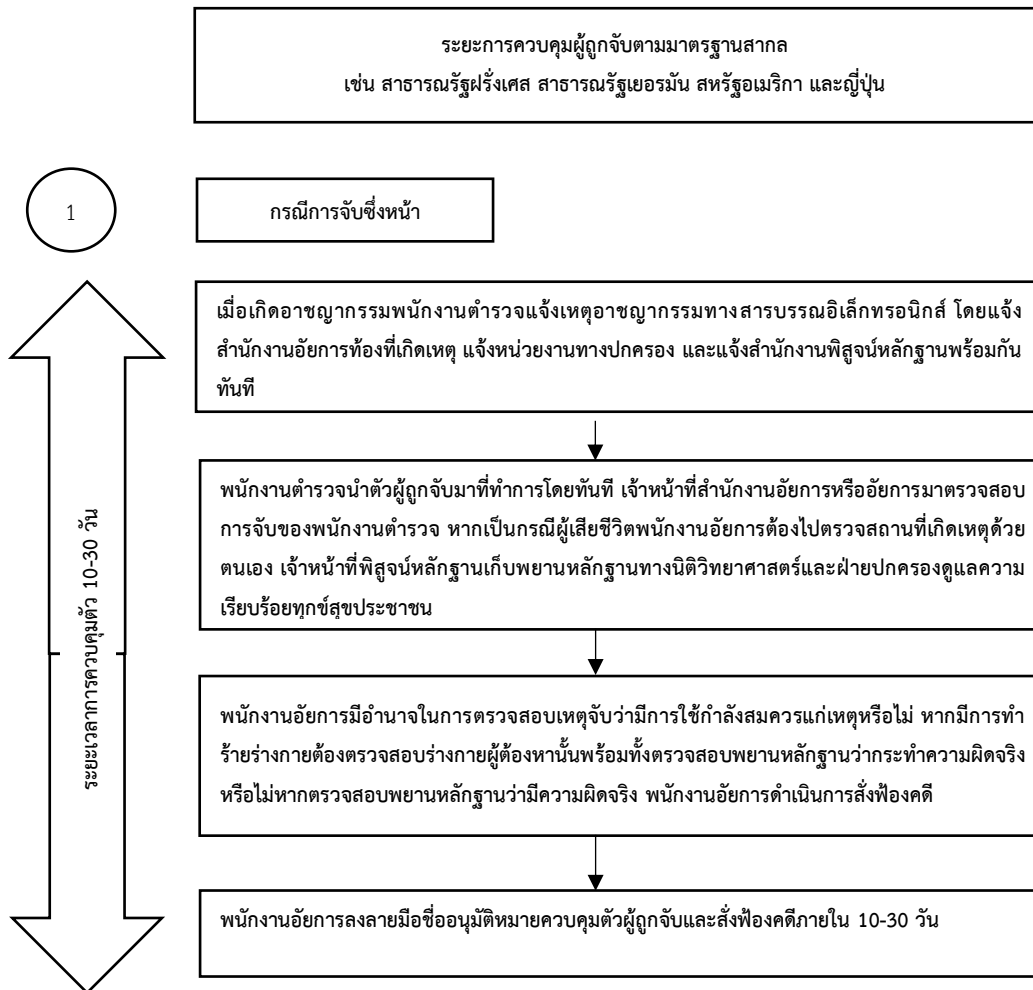 ระยะการควบคุมผู้ถูกจับตามมาตรฐานสากล
เช่น สาธารณรัฐฝรั่งเศส สาธารณรัฐเยอรมัน สหรัฐอเมริกา และญี่ปุ่น
1
กรณีการจับซึ่งหน้า
ระยะเวลาการควบคุมตัว 10-30 วัน
เมื่อเกิดอาชญากรรมพนักงานตำรวจแจ้งเหตุอาชญากรรมทางสารบรรณอิเล็กทรอนิกส์ โดยแจ้ง
สำนักงานอัยการท้องที่เกิดเหตุ แจ้งหน่วยงานทางปกครอง และแจ้งสำนักงานพิสูจน์หลักฐานพร้อมกัน
ทันที
พนักงานตำรวจนำตัวผู้ถูกจับมาที่ทำการโดยทันที เจ้าหน้าที่สำนักงานอัยการหรืออัยการมาตรวจสอบ
การจับของพนักงานตำรวจ หากเป็นกรณีผู้เสียชีวิตพนักงานอัยการต้องไปตรวจสถานที่เกิดเหตุด้วย
ตนเอง เจ้าหน้าที่พิสูจน์หลักฐานเก็บพยานหลักฐานทางนิติวิทยาศาสตร์และฝ่ายปกครองดูแลความ
เรียบร้อยทุกข์สุขประชาชน
พนักงานอัยการมีอำนาจในการตรวจสอบเหตุจับว่ามีการใช้กำลังสมควรแก่เหตุหรือไม่ หากมีการทำ
ร้ายร่างกายต้องตรวจสอบร่างกายผู้ต้องหานั้นพร้อมทั้งตรวจสอบพยานหลักฐานว่ากระทำความผิดจริง
หรือไม่หากตรวจสอบพยานหลักฐานว่ามีความผิดจริง พนักงานอัยการดำเนินการสั่งฟ้องคดี
พนักงานอัยการลงลายมือชื่ออนุมัติหมายควบคุมตัวผู้ถูกจับและสั่งฟ้องคดีภายใน 10-30 วัน